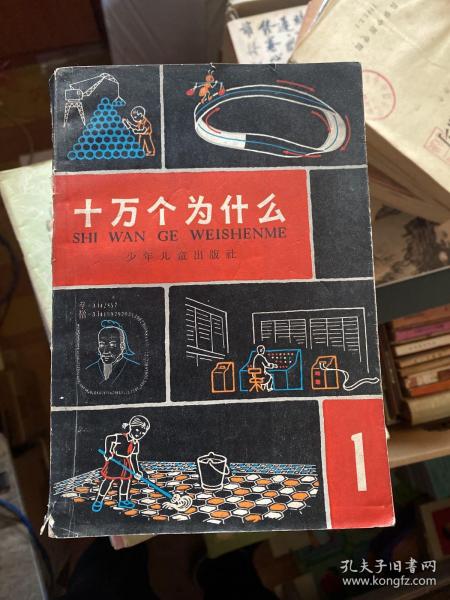 十万个为什么
SHI WAN GE WEISHENME
少年儿童出版社
1
孔夫子旧书网
www.kongfz.com